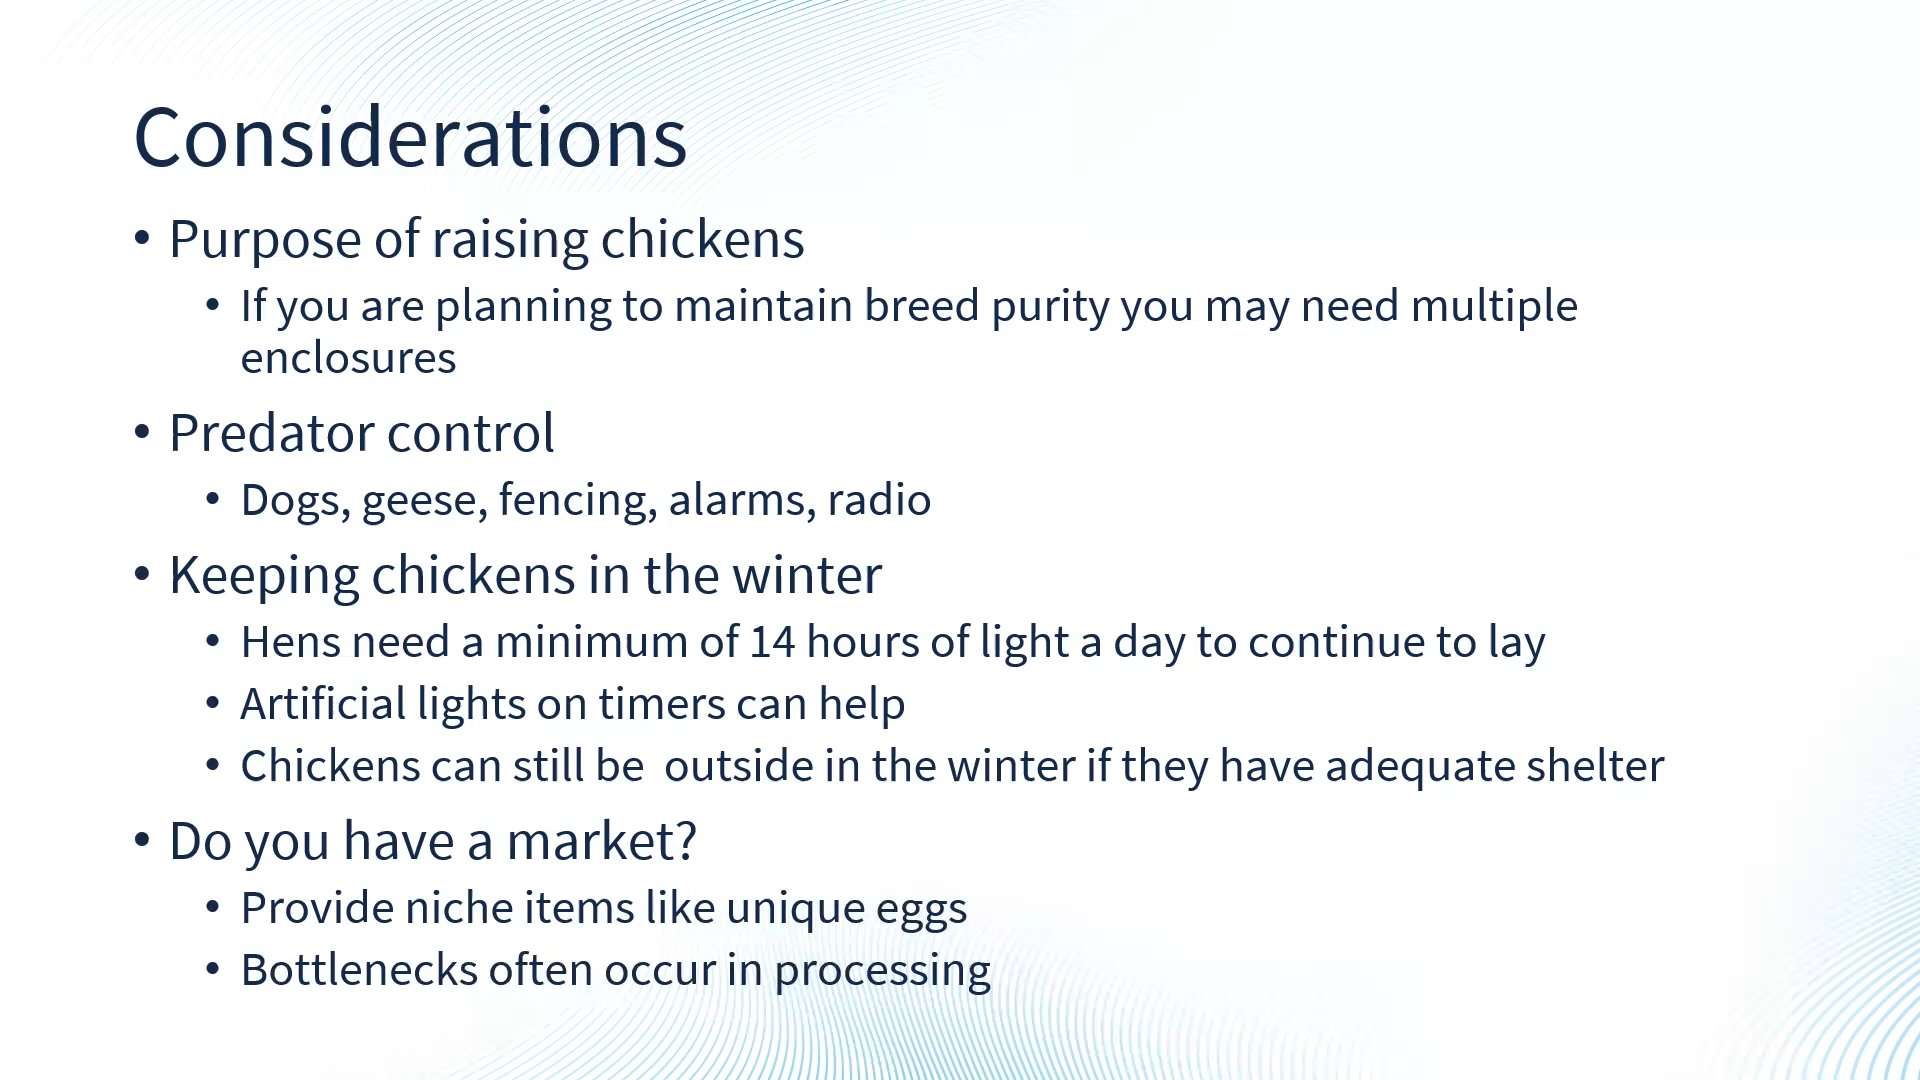 Considerations
• Purpose of raising chickens
• If you are planning to maintain breed purity you may need multiple
enclosures
• Predator control
• Dogs, geese, fencing, alarms, radio
• Keeping chickens in the winter
• Hens need a minimum of 14 hours of light a day to continue to lay
• Artificial lights on timers can help
• Chickens can still be  outside in the winter if they have adequate shelter
• Do you have a market?
• Provide niche items like unique eggs
• Bottlenecks often occur in processing